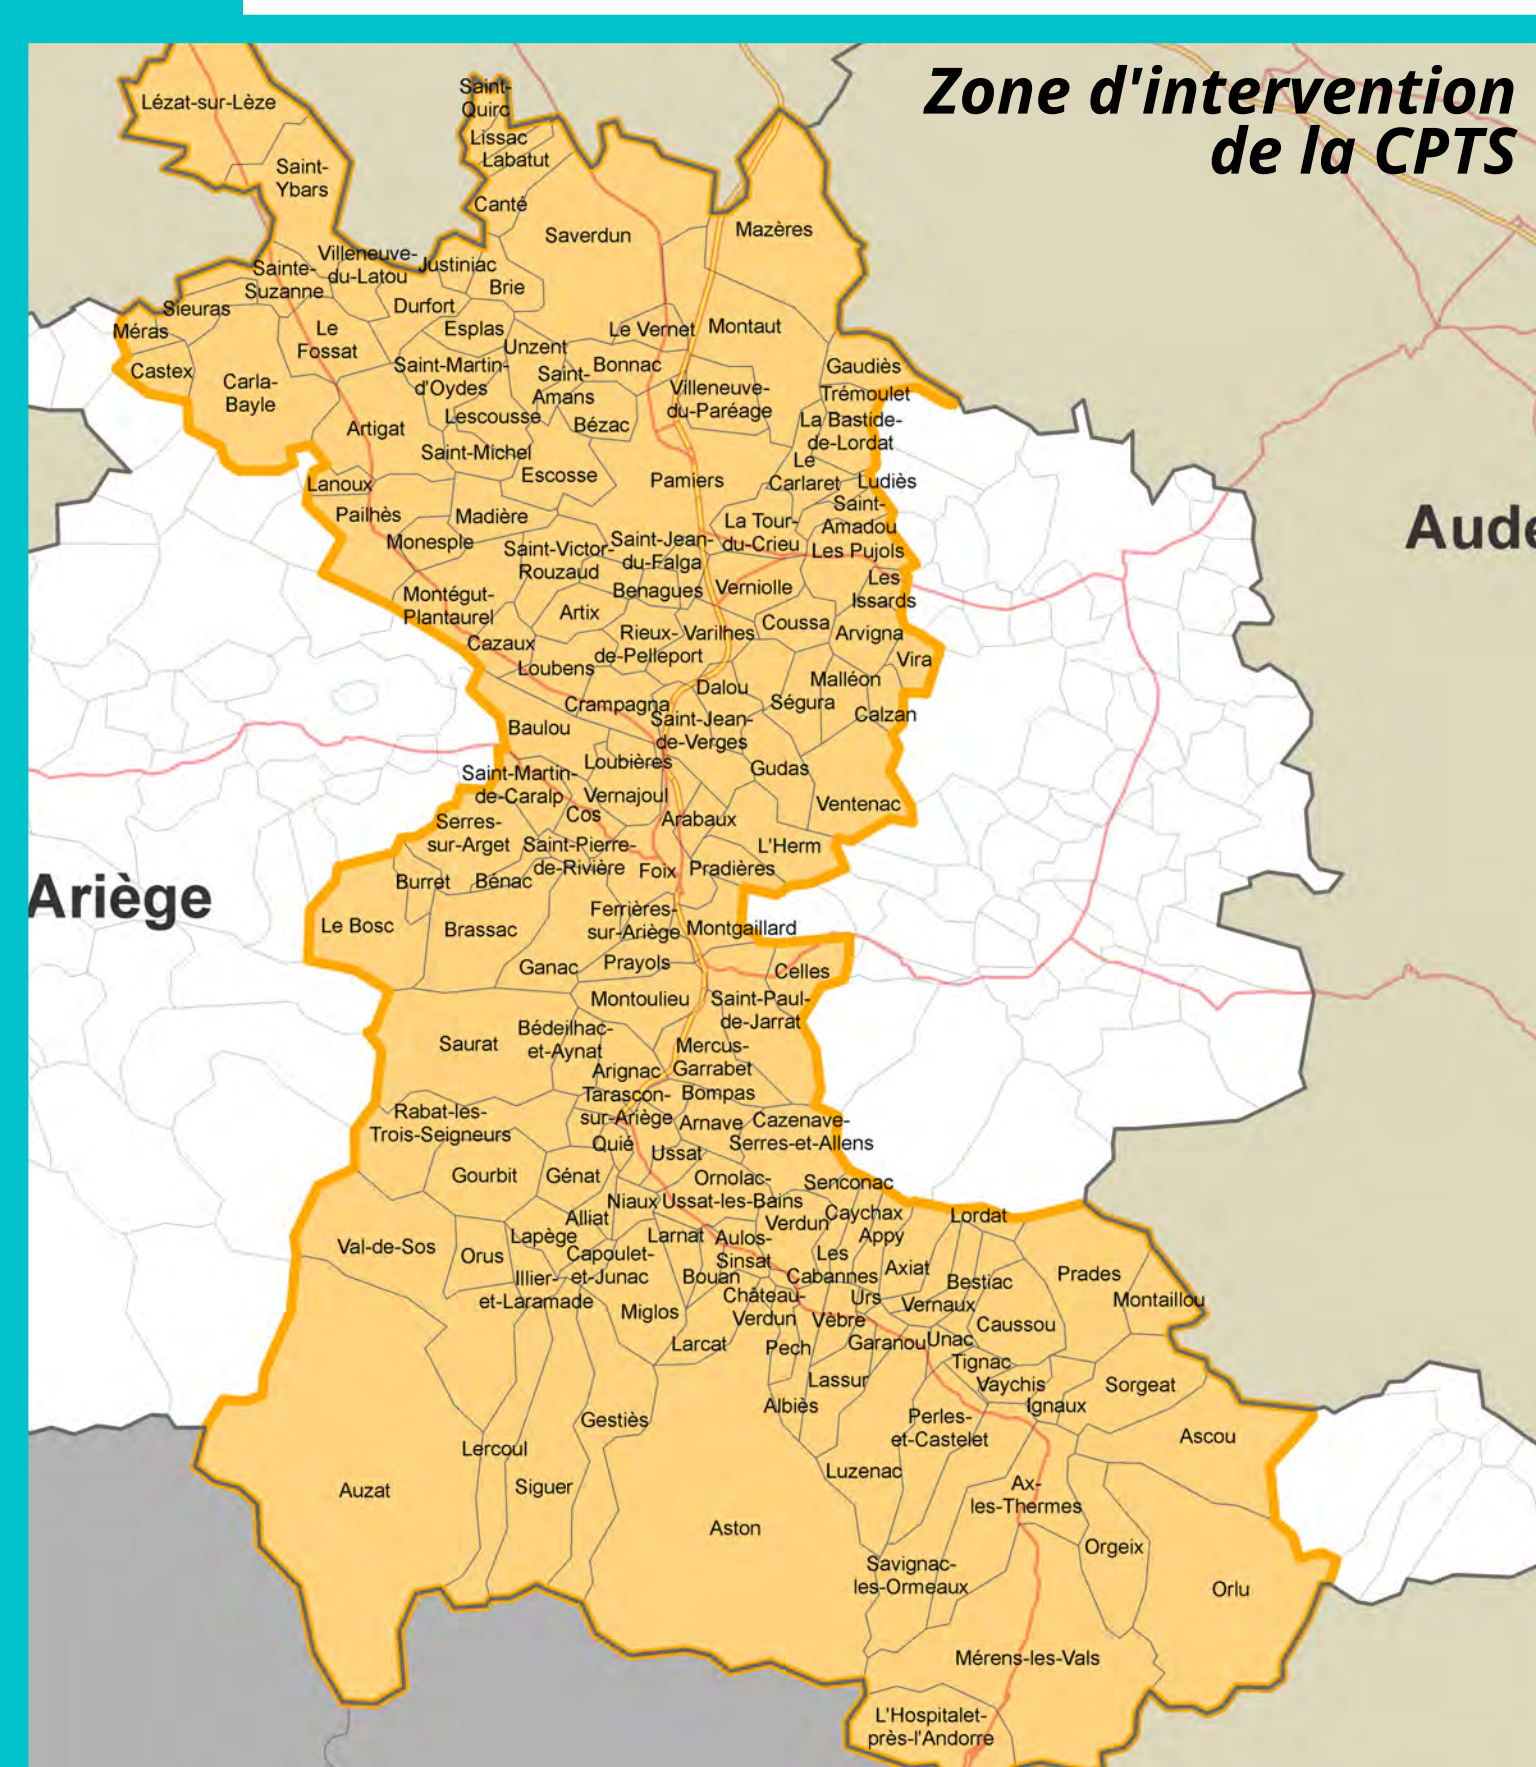 Zone d'intervention
de la CPTS
Lézat-sur-Lèze
Saint-
Quirc
Lissac
Labatut
Saint-
Ybars
Canté
Saverdun
Mazères
Villeneuve-
du-Latou
Justiniac
Sainte-
Suzanne
Brie
Sieuras
Durfort
Méras
Le
Fossat
Esplas
Le Vernet
Montaut
Unzent
Castex
Carla-
Bayle
Saint-Martin-
d'Oydes
Saint-
Amans
Bonnac
Gaudiès
Villeneuve-
du-Paréage
Trémoulet
Lescousse
Bézac
La Bastide-
de-Lordat
Artigat
Saint-Michel
Escosse
Pamiers
Le
Carlaret
Ludiès
Lanoux
Saint-
Amadou
Pailhès
Madière
La Tour-
du-Crieu
Aude
Monesple
Saint-Victor-
Rouzaud
Saint-Jean-
du-Falga
Les Pujols
Benagues
Verniolle
Les
Issards
Montégut-
Plantaurel
Artix
Coussa
Arvigna
Cazaux
Rieux-
de-Pelleport
Varilhes
Vira
Loubens
Malléon
Dalou
Ségura
Crampagna
Calzan
Baulou
Saint-Jean-
de-Verges
Loubières
Gudas
Saint-Martin-
de-Caralp
Vernajoul
Ventenac
Cos
Arabaux
Serres-
sur-Arget
Saint-Pierre-
de-Rivière
L'Herm
Foix
Pradières
Burret
Bénac
Ariège
Ferrières-
sur-Ariège
Montgaillard
Le Bosc
Brassac
Ganac
Prayols
Celles
Montoulieu
Saint-Paul-
de-Jarrat
Saurat
Bédeilhac-
et-Aynat
Mercus-
Garrabet
Arignac
Tarascon-
sur-Ariège
Bompas
Rabat-les-
Trois-Seigneurs
Arnave
Cazenave-
Serres-et-Allens
Quié
Ussat
Gourbit
Génat
Ornolac-
Ussat-les-Bains
Senconac
Niaux
Alliat
Verdun
Caychax
Lordat
Val-de-Sos
Orus
Lapège
Larnat
Aulos-
Sinsat
Appy
Capoulet-
et-Junac
Les
Cabannes
Axiat
Bestiac
Prades
Illier-
et-Laramade
Bouan
Château-
Verdun
Urs
Vernaux
Montaillou
Miglos
Vèbre
Caussou
Larcat
Pech
Garanou
Unac
Tignac
Lassur
Vaychis
Sorgeat
Albiès
Ignaux
Gestiès
Perles-
et-Castelet
Ascou
Lercoul
Luzenac
Auzat
Siguer
Ax-
les-Thermes
Aston
Orgeix
Savignac-
les-Ormeaux
Orlu
Mérens-les-Vals
L'Hospitalet-
près-l'Andorre